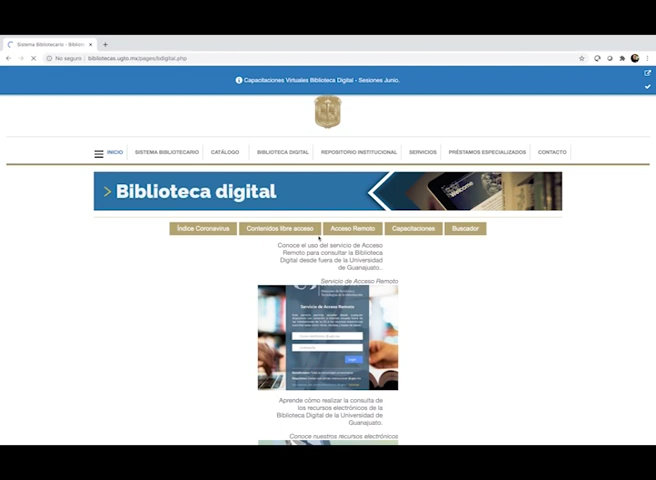 Sistema Bibliotecario - Bibliote
No seguro | bibliotecas.ugto.mx/pages/bdigital.php
Capacitaciones Virtuales Biblioteca Digital - Sesiones Junio.
INICIO
SISTEMA BIBLIOTECARIO
CATÁLOGO
BIBLIOTECA DIGITAL
REPOSITORIO INSTITUCIONAL
SERVICIOS
PRÉSTAMOS ESPECIALIZADOS
CONTACTO
> Biblioteca digital
Welcome
Índice Coronavirus
Contenidos libre acceso
Acceso Remoto
Capacitaciones
Buscador
Conoce el uso del servicio de Acceso
Remoto para consultar la Biblioteca
Digital desde fuera de la Universidad
de Guanajuato..
Servicio de Acceso Remoto
Servicio de Acceso Remoto
Login
Aprende cómo realizar la consulta de
los recursos electrónicos de la
Biblioteca Digital de la Universidad de
Guanajuato.
Conoce nuestros recursos electrónicos